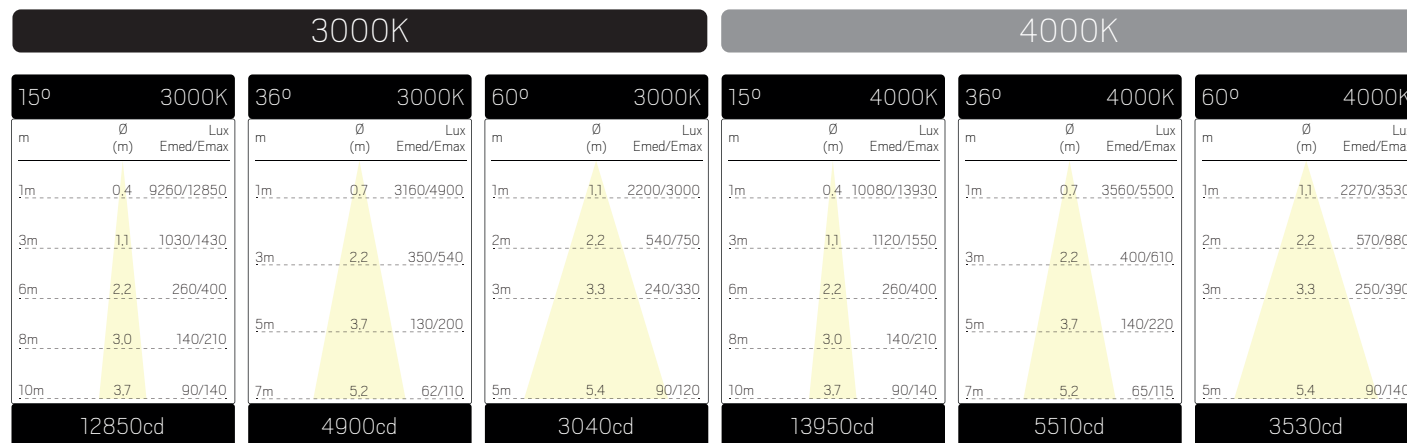 3000K 4000K
15º 3000K
m Ø (m) Lux Emed/Emax
1m 0,4 9260/12850
3m 1,1 1030/1430
6m 2,2 260/400
8m 3,0 140/210
10m 3,7 90/140
12850cd
36º 3000K
m Ø (m) Lux Emed/Emax
1m 0,7 3160/4900
3m 2,2 350/540
5m 3,7 130/200
7m 5,2 62/110
4900cd
60º 3000K
m Ø (m) Lux Emed/Emax
1m 1,1 2200/3000
2m 2,2 540/750
3m 3,3 240/330
5m 5,4 90/120
3040cd
15º 4000K
m Ø (m) Lux Emed/Emax
1m 0,4 10080/13930
3m 1,1 1120/1550
6m 2,2 260/400
8m 3,0 140/210
10m 3,7 90/140
13950cd
36º 4000K
m Ø (m) Lux Emed/Emax
1m 0,7 3560/5500
3m 2,2 400/610
5m 3,7 140/220
7m 5,2 65/115
5510cd
60º 4000K
m Ø (m) Lux Emed/Emax
1m 1,1 2270/3530
2m 2,2 570/880
3m 3,3 250/390
5m 5,4 90/140
3530cd